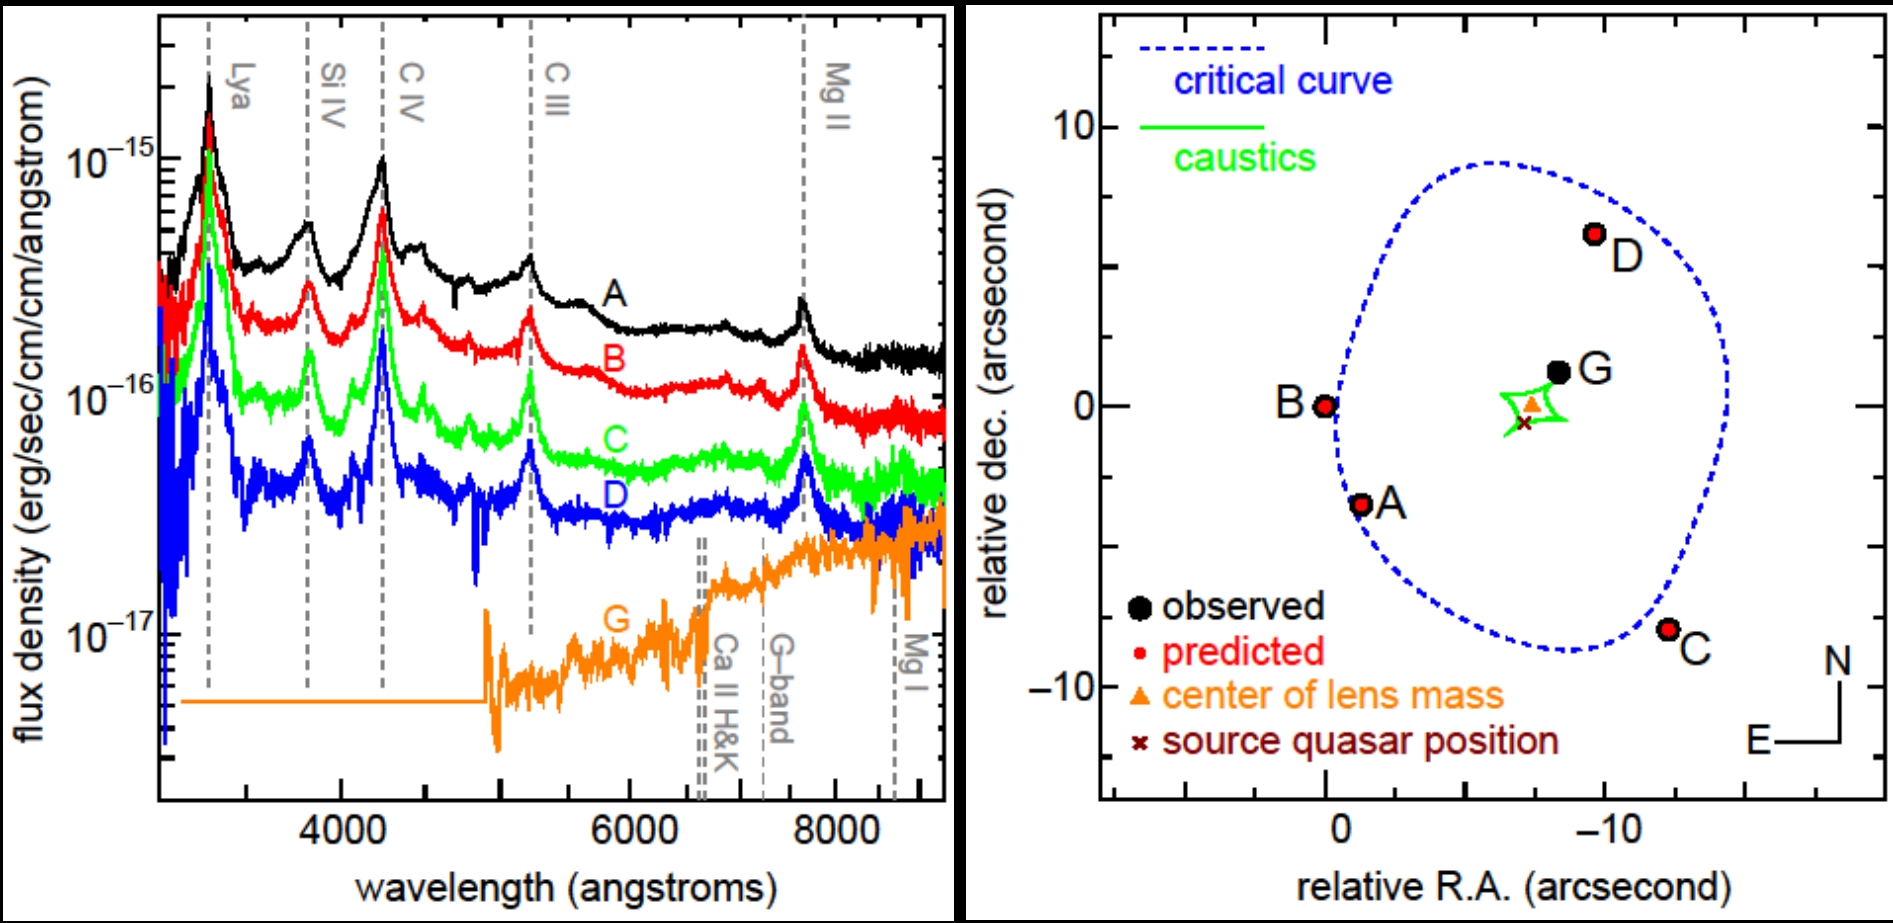 flux density (erg/sec/cm/cm/angstrom)
10−15
10−16
10−17
Lya
Si IV
C IV
C III
Mg II
A
B
C
D
G
Ca II H&K
G−band
Mg I
4000
6000
8000
wavelength (angstroms)
relative dec. (arcsecond)
critical curve
10
caustics
D
G
B
0
A
observed
C
N
predicted
−10
center of lens mass
source quasar position
E
0
−10
relative R.A. (arcsecond)